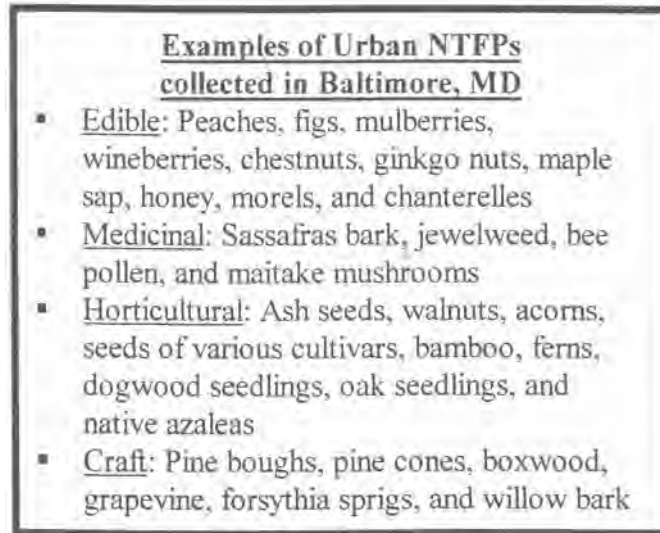 Examples of Urban NTFPs
collected in Baltimore, MD
▪ Edible: Peaches, figs, mulberries,
wineberries, chestnuts, ginkgo nuts, maple
sap, honey, morels, and chanterelles
▪ Medicinal: Sassafras bark, jewelweed, bee
pollen, and maitake mushrooms
▪ Horticultural: Ash seeds, walnuts, acorns,
seeds of various cultivars, bamboo, ferns,
dogwood seedlings, oak seedlings, and
native azaleas
▪ Craft: Pine boughs, pine cones, boxwood,
grapevine, forsythia sprigs, and willow bark